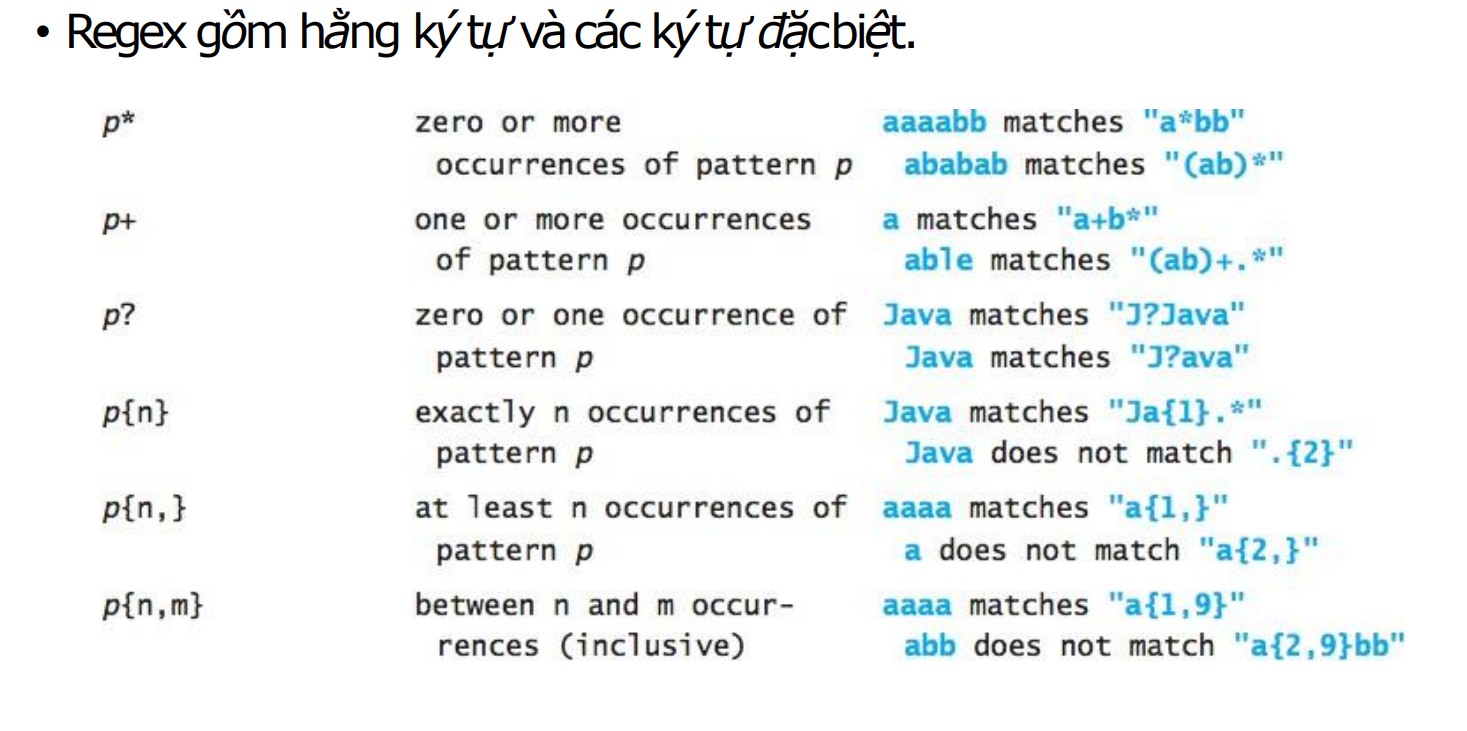 • Regex gồm hằng ký tự và các ký tự đặc biệt.
p* zero or more aaaabb matches "a*bb"
occurrences of pattern p ababab matches "(ab)*"
p+ one or more occurrences a matches "a+b*"
of pattern p able matches "(ab)+.*"
p? zero or one occurrence of Java matches "J?Java"
pattern p Java matches "J?ava"
p{n} exactly n occurrences of Java matches "Ja{1}.*"
pattern p Java does not match ".{2}"
p{n,} at least n occurrences of aaaa matches "a{1,}"
pattern p a does not match "a{2,}"
p{n,m} between n and m occur- aaaa matches "a{1,9}"
rences (inclusive) abb does not match "a{2,9}bb"